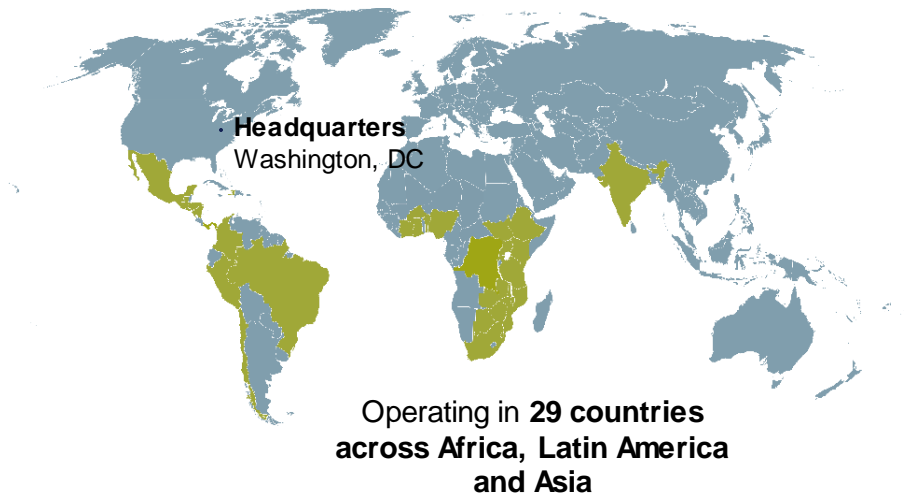 Headquarters
Washington, DC
Operating in 29 countries
across Africa, Latin America
and Asia